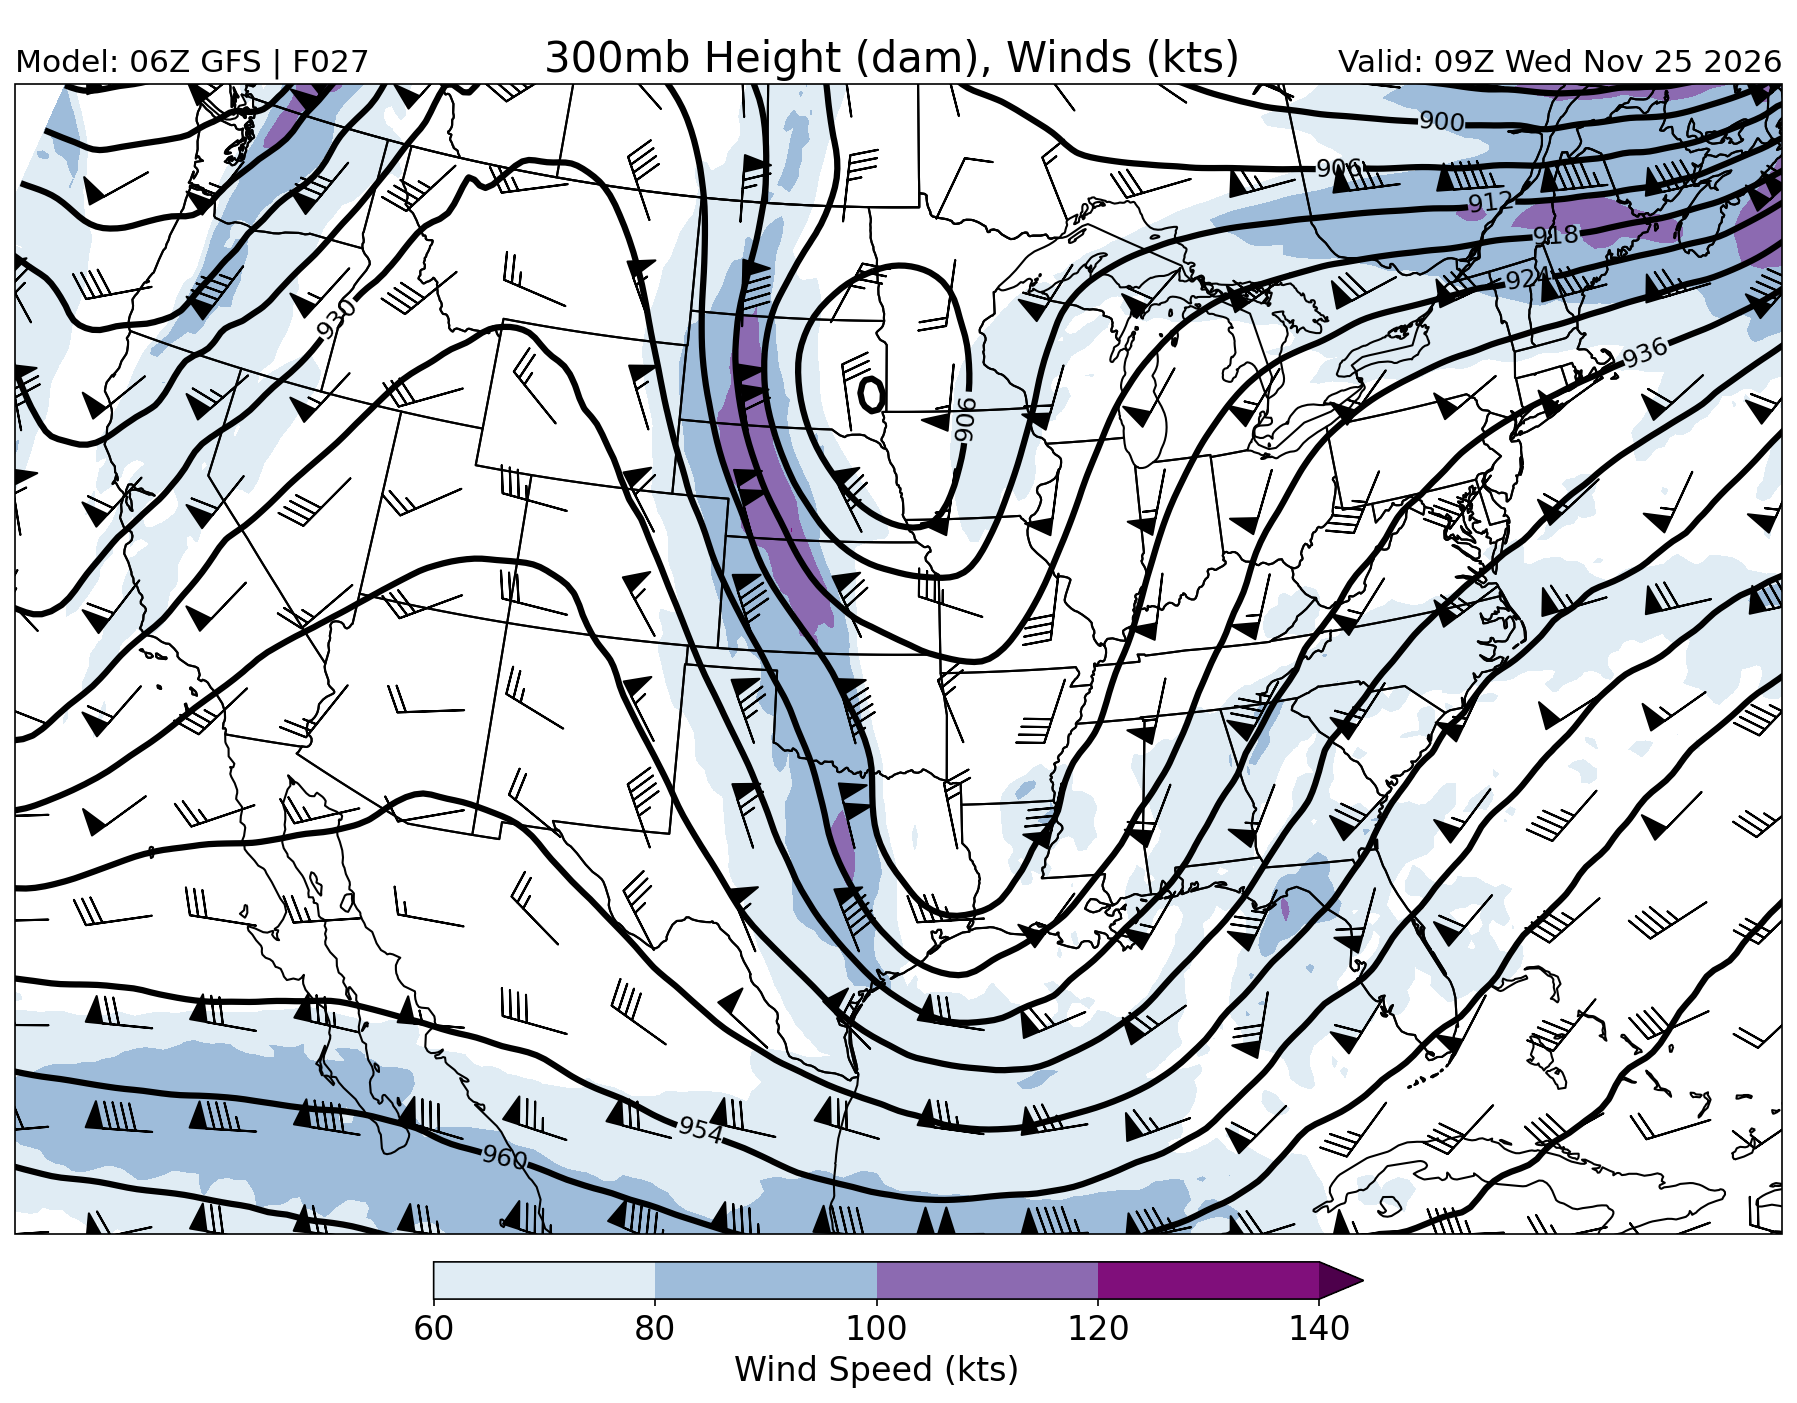 Model: 06Z GFS | F027
300mb Height (dam), Winds (kts)
Valid: 09Z Wed Nov 25 2026
900
906
912
918
924
930
936
906
954
960
60 80 100 120 140
Wind Speed (kts)